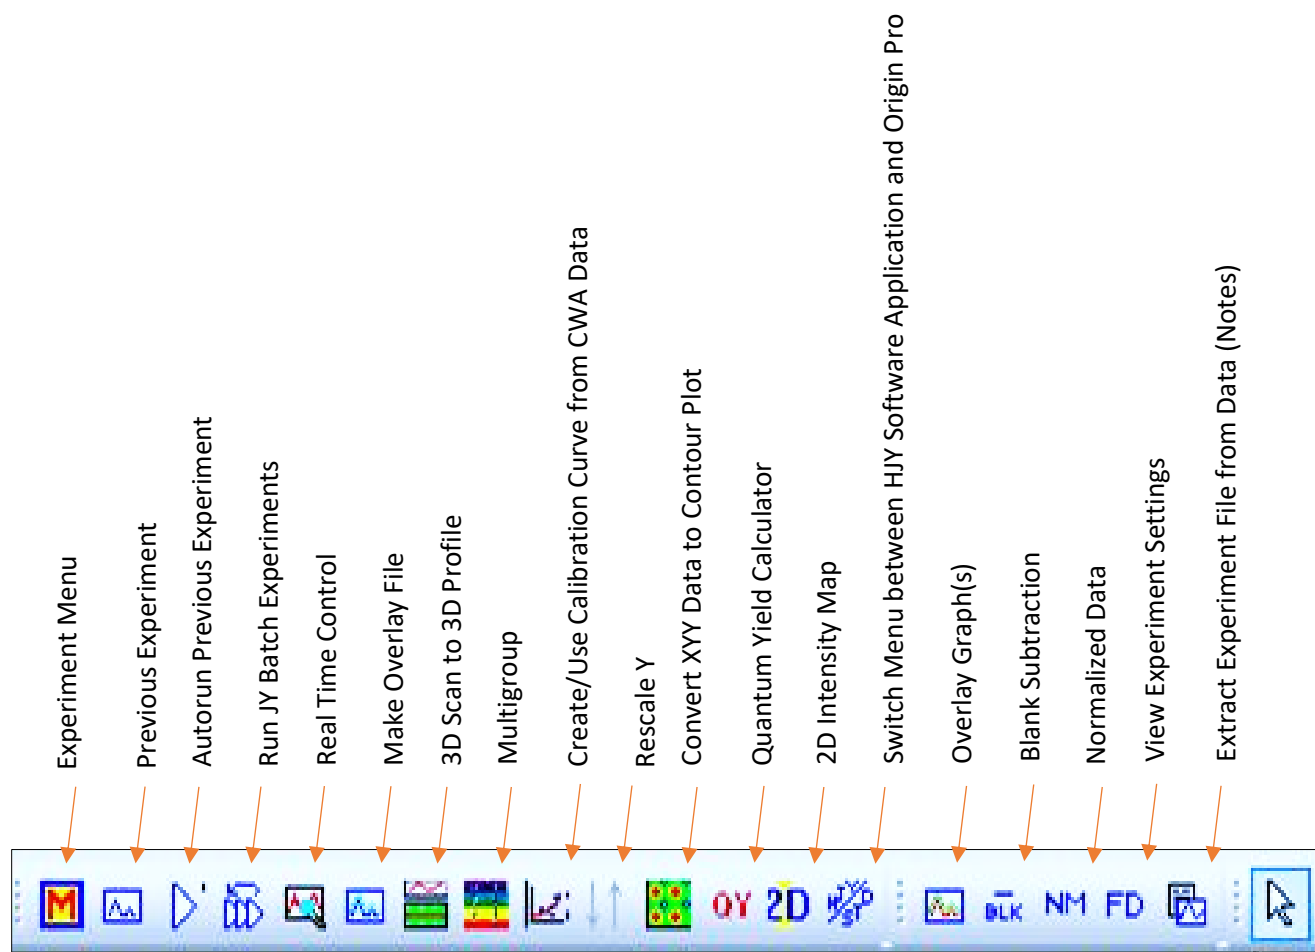 Experiment Menu
Previous Experiment
Autorun Previous Experiment
Run JY Batch Experiments
Real Time Control
Make Overlay File
3D Scan to 3D Profile
Multigroup
Create/Use Calibration Curve from CWA Data
Rescale Y
Convert XYY Data to Contour Plot
Quantum Yield Calculator
2D Intensity Map
Switch Menu between HJY Software Application and Origin Pro
Overlay Graph(s)
Blank Subtraction
Normalized Data
View Experiment Settings
Extract Experiment File from Data (Notes)
M
QY
2D
BLK
NM
FD